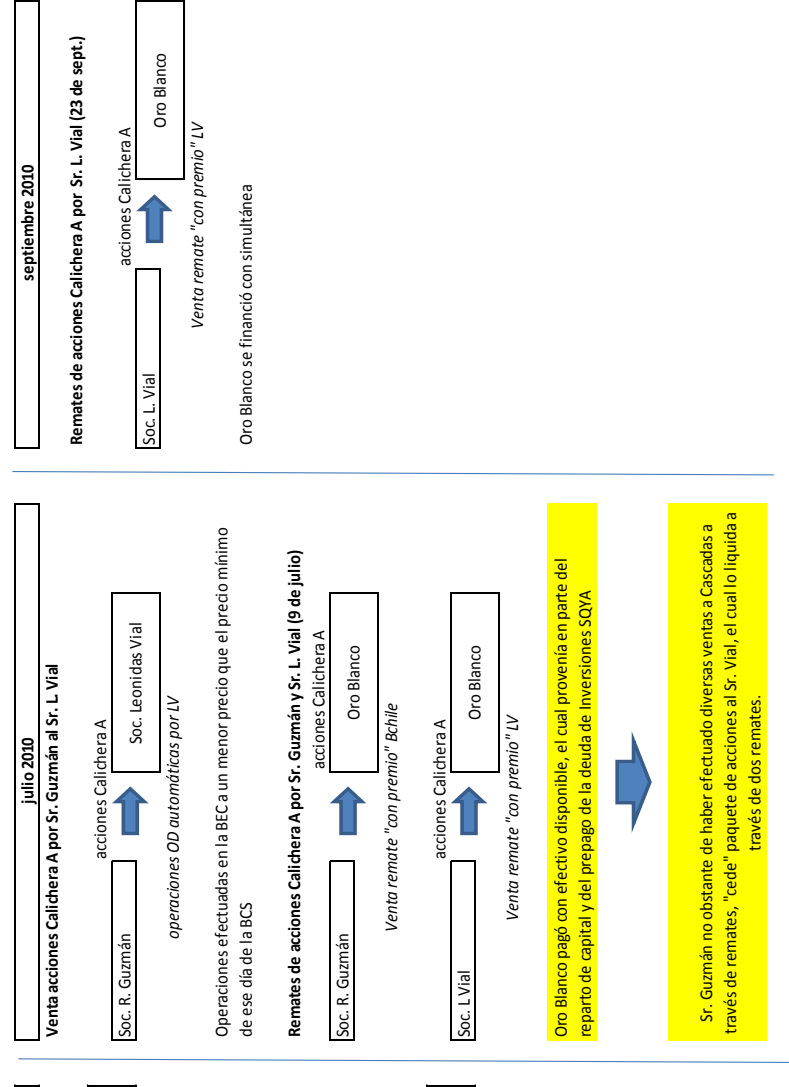 julio 2010
Venta acciones Calichera A por Sr. Guzmán al Sr. L. Vial
acciones Calichera A
Soc. R. Guzmán
Soc. Leonidas Vial
operaciones OD automáticas por LV
Operaciones efectuadas en la BEC a un menor precio que el precio mínimo
de ese día de la BCS
Remates de acciones Calichera A por Sr. Guzmán y Sr. L. Vial (9 de julio)
acciones Calichera A
Soc. R. Guzmán
Oro Blanco
Venta remate "con premio" Bchile
acciones Calichera A
Soc. L Vial
Oro Blanco
Venta remate "con premio" LV
Oro Blanco pagó con efectivo disponible, el cual provenía en parte del
reparto de capital y del prepago de la deuda de Inversiones SQYA
Sr. Guzmán no obstante de haber efectuado diversas ventas a Cascadas a
través de remates, "cede" paquete de acciones al Sr. Vial, el cual lo liquida a
través de dos remates.
septiembre 2010
Remates de acciones Calichera A por Sr. L. Vial (23 de sept.)
acciones Calichera A
Soc. L. Vial
Oro Blanco
Venta remate "con premio" LV
Oro Blanco se financió con simultánea